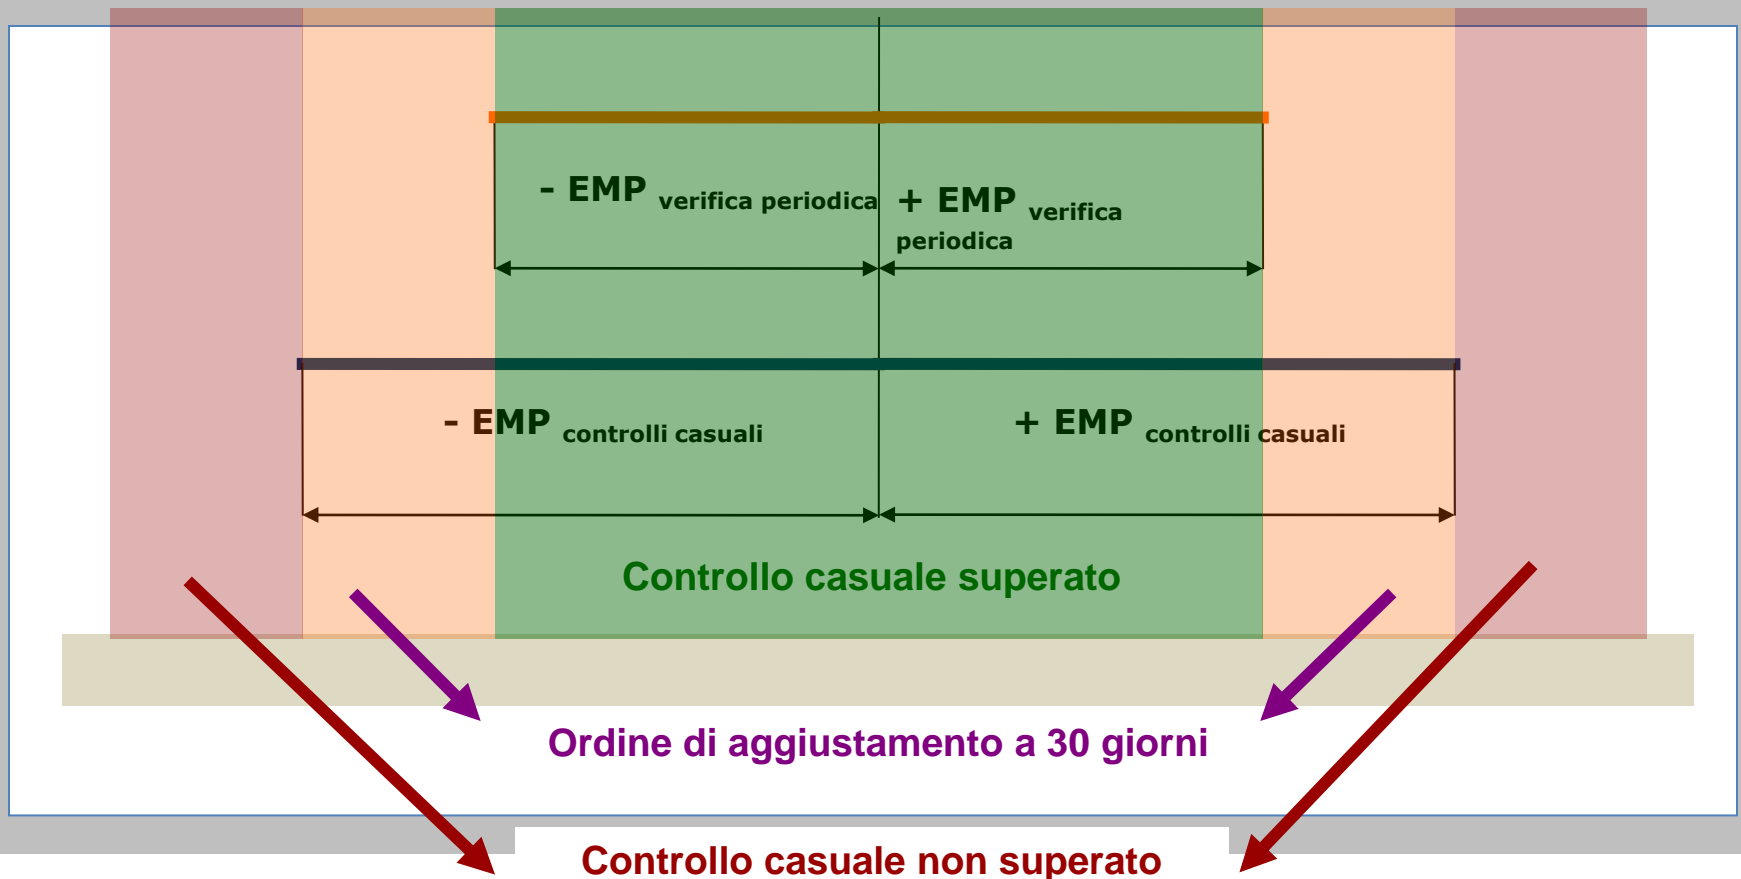 - EMP verifica periodica
+ EMP verifica
periodica
- EMP controlli casuali
+ EMP controlli casuali
Controllo casuale superato
Ordine di aggiustamento a 30 giorni
Controllo casuale non superato